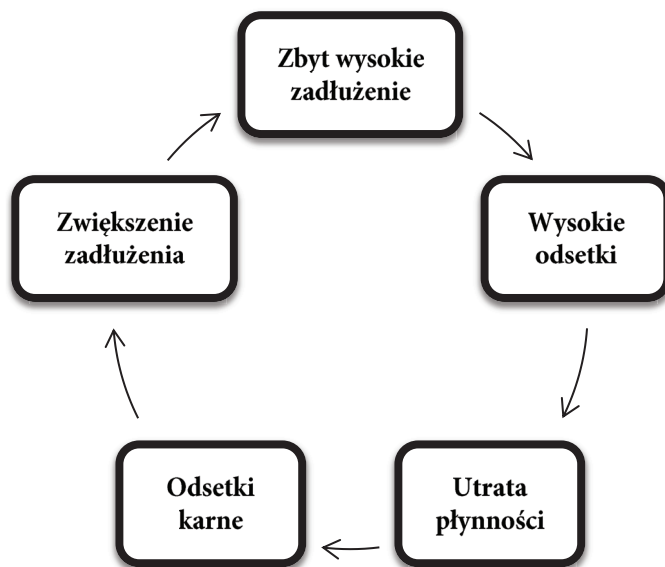 Zbyt wysokie
zadłużenie
Wysokie
odsetki
Utrata
płynności
Odsetki
karne
Zwiększenie
zadłużenia